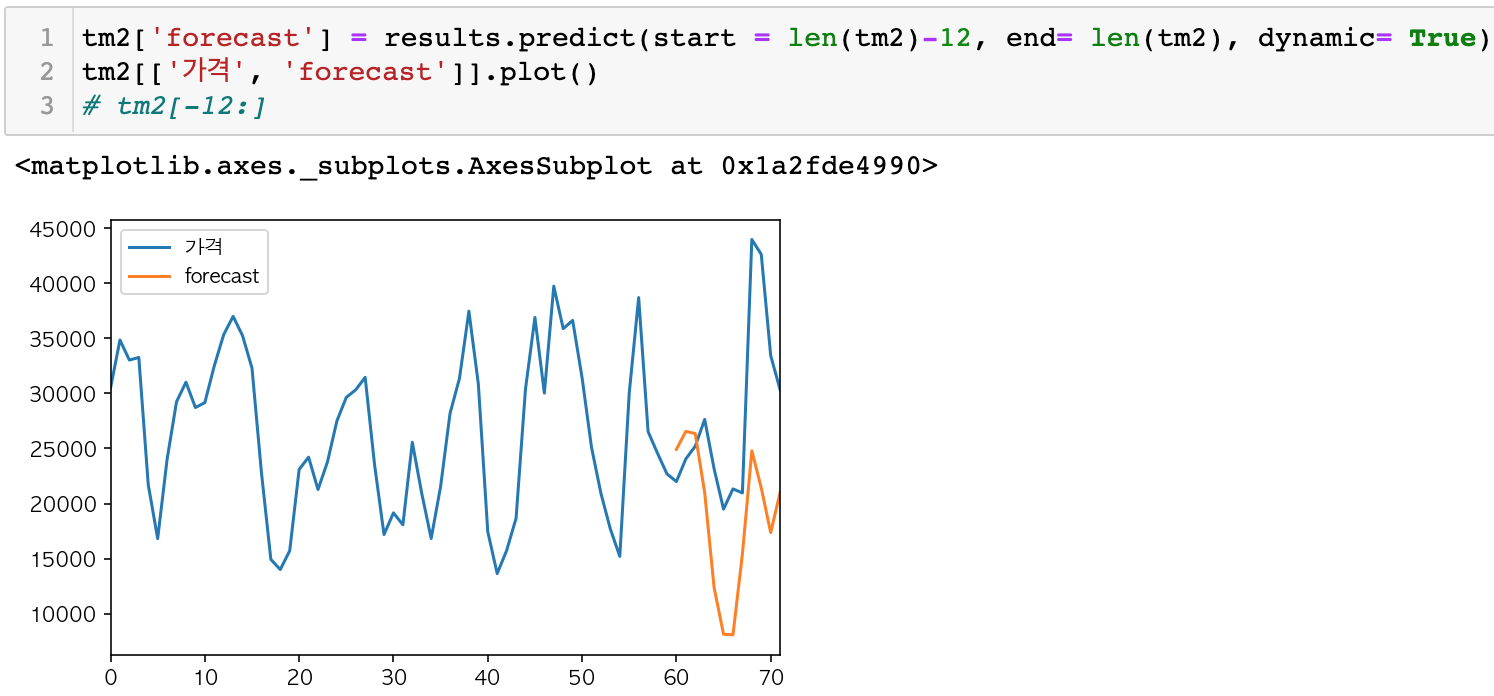 1 tm2['forecast'] = results.predict(start = len(tm2)-12, end= len(tm2), dynamic= True)
2 tm2[['가격', 'forecast']].plot()
3 # tm2[-12:]
<matplotlib.axes._subplots.AxesSubplot at 0x1a2fde4990>
45000
가격
forecast
40000
35000
30000
25000
20000
15000
10000
0 10 20 30 40 50 60 70